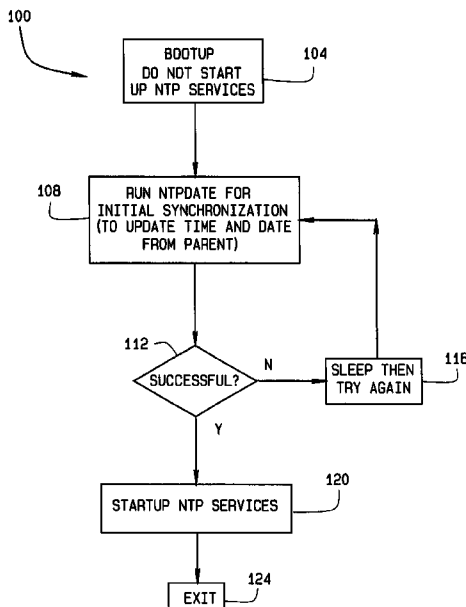 100
BOOTUP
DO NOT START
UP NTP SERVICES
104
108
RUN NTPDATE FOR
INITIAL SYNCHRONIZATION
(TO UPDATE TIME AND DATE
FROM PARENT)
112
SUCCESSFUL?
N
SLEEP THEN
TRY AGAIN
116
Y
STARTUP NTP SERVICES
120
EXIT
124